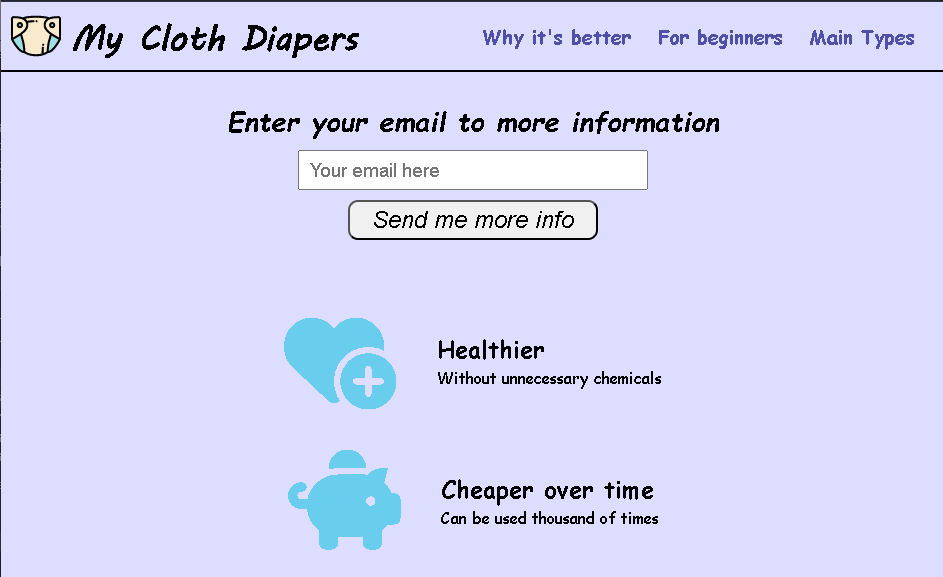 My Cloth Diapers
Why it's better For beginners Main Types
Enter your email to more information
Your email here
Send me more info
Healthier
Without unnecessary chemicals
Cheaper over time
Can be used thousand of times